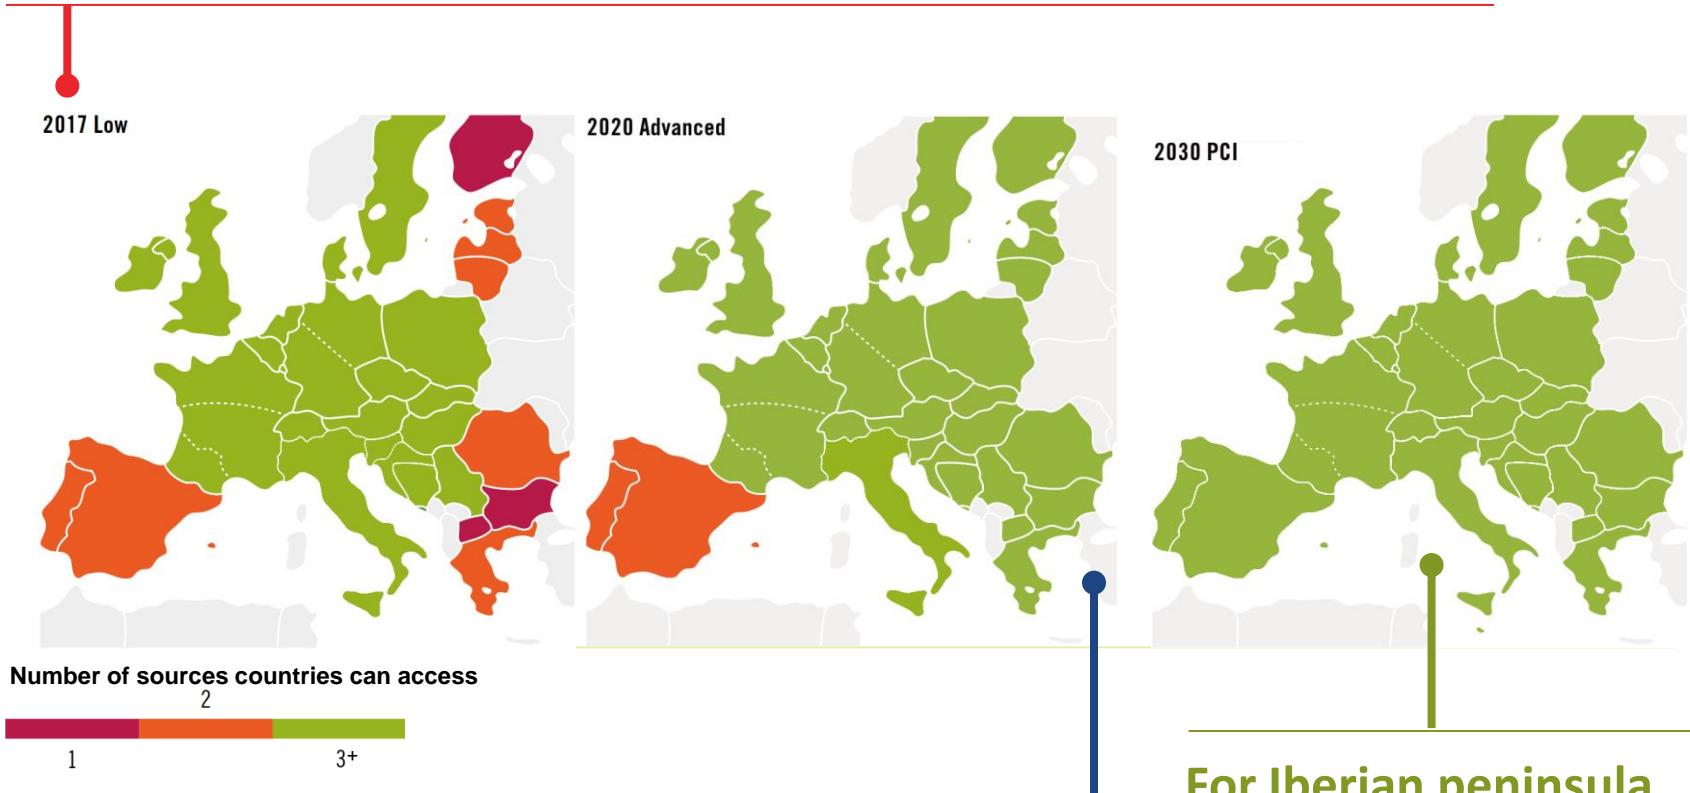 2017 Low
2020 Advanced
2030 PCI
Number of sources countries can access
2
1
3+
For Iberian peninsula